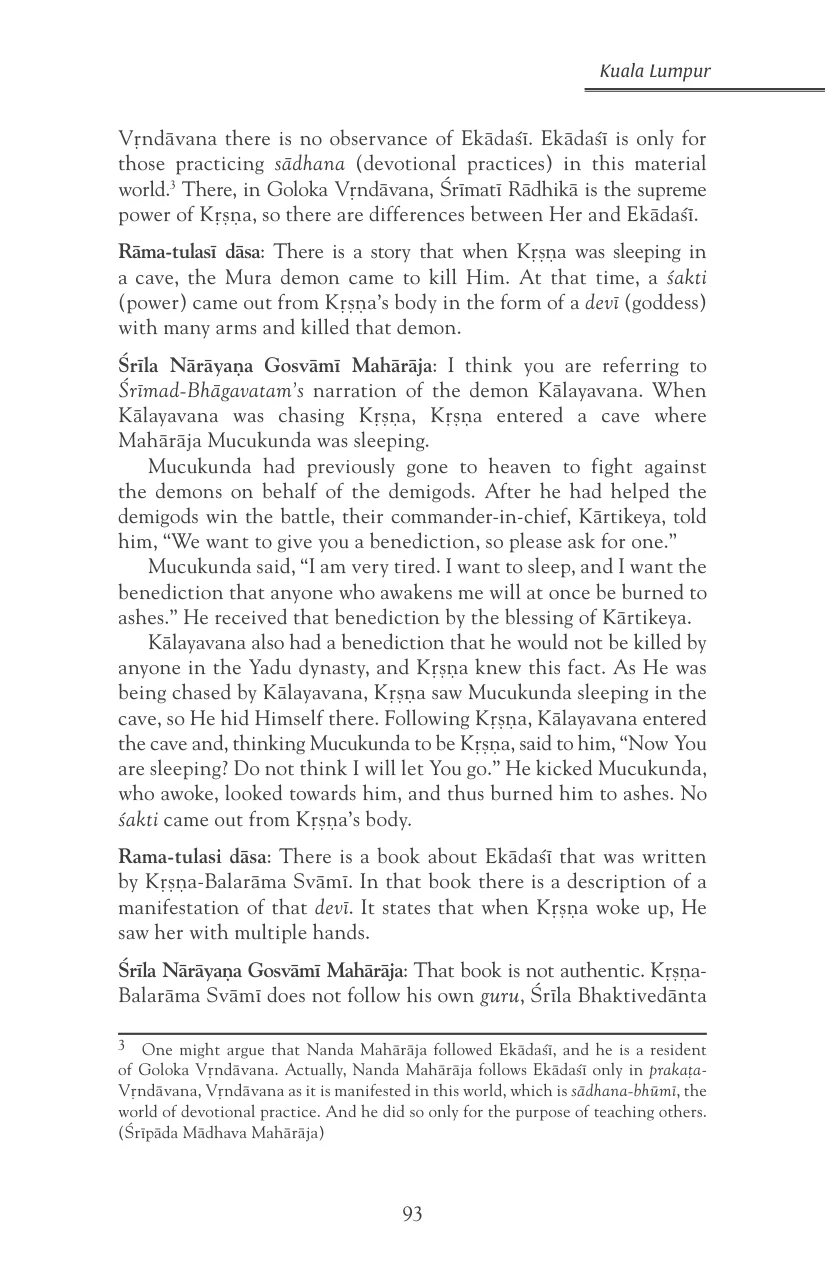 Kuala Lumpur
Vṛndāvana there is no observance of Ekādaśī. Ekādaśī is only for
those practicing sādhana (devotional practices) in this material
world.3 There, in Goloka Vṛndāvana, Śrīmatī Rādhikā is the supreme
power of Kṛṣṇa, so there are differences between Her and Ekādaśī.
Rāma-tulasī dāsa: There is a story that when Kṛṣṇa was sleeping in
a cave, the Mura demon came to kill Him. At that time, a śakti
(power) came out from Kṛṣṇa’s body in the form of a devī (goddess)
with many arms and killed that demon.
Śrīla Nārāyaṇa Gosvāmī Mahārāja: I think you are referring to
Śrīmad-Bhāgavatam’s narration of the demon Kālayavana. When
Kālayavana was chasing Kṛṣṇa, Kṛṣṇa entered a cave where
Mahārāja Mucukunda was sleeping.
Mucukunda had previously gone to heaven to fight against
the demons on behalf of the demigods. After he had helped the
demigods win the battle, their commander-in-chief, Kārtikeya, told
him, “We want to give you a benediction, so please ask for one.”
Mucukunda said, “I am very tired. I want to sleep, and I want the
benediction that anyone who awakens me will at once be burned to
ashes.” He received that benediction by the blessing of Kārtikeya.
Kālayavana also had a benediction that he would not be killed by
anyone in the Yadu dynasty, and Kṛṣṇa knew this fact. As He was
being chased by Kālayavana, Kṛṣṇa saw Mucukunda sleeping in the
cave, so He hid Himself there. Following Kṛṣṇa, Kālayavana entered
the cave and, thinking Mucukunda to be Kṛṣṇa, said to him, “Now You
are sleeping? Do not think I will let You go.” He kicked Mucukunda,
who awoke, looked towards him, and thus burned him to ashes. No
śakti came out from Kṛṣṇa’s body.
Rama-tulasi dāsa: There is a book about Ekādaśī that was written
by Kṛṣṇa-Balarāma Svāmī. In that book there is a description of a
manifestation of that devī. It states that when Kṛṣṇa woke up, He
saw her with multiple hands.
Śrīla Nārāyaṇa Gosvāmī Mahārāja: That book is not authentic. Kṛṣṇa-
Balarāma Svāmī does not follow his own guru, Śrīla Bhaktivedānta
3 One might argue that Nanda Mahārāja followed Ekādaśī, and he is a resident
of Goloka Vṛndāvana. Actually, Nanda Mahārāja follows Ekādaśī only in prakaṭa-
Vṛndāvana, Vṛndāvana as it is manifested in this world, which is sādhana-bhūmī, the
world of devotional practice. And he did so only for the purpose of teaching others.
(Śrīpāda Mādhava Mahārāja)
93